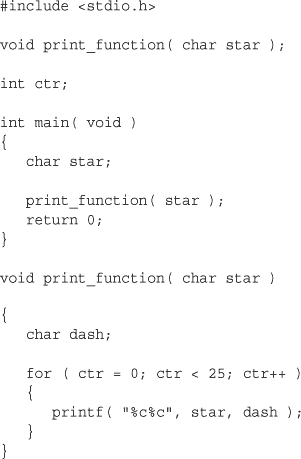 #include <stdio.h>
void print_function( char star );
int ctr;
int main( void )
{
   char star;
   print_function( star );
   return 0;
}
void print_function( char star )
{
   char dash;
   for ( ctr = 0; ctr < 25; ctr++ )
   {
      printf( "%c%c", star, dash );
   }
}